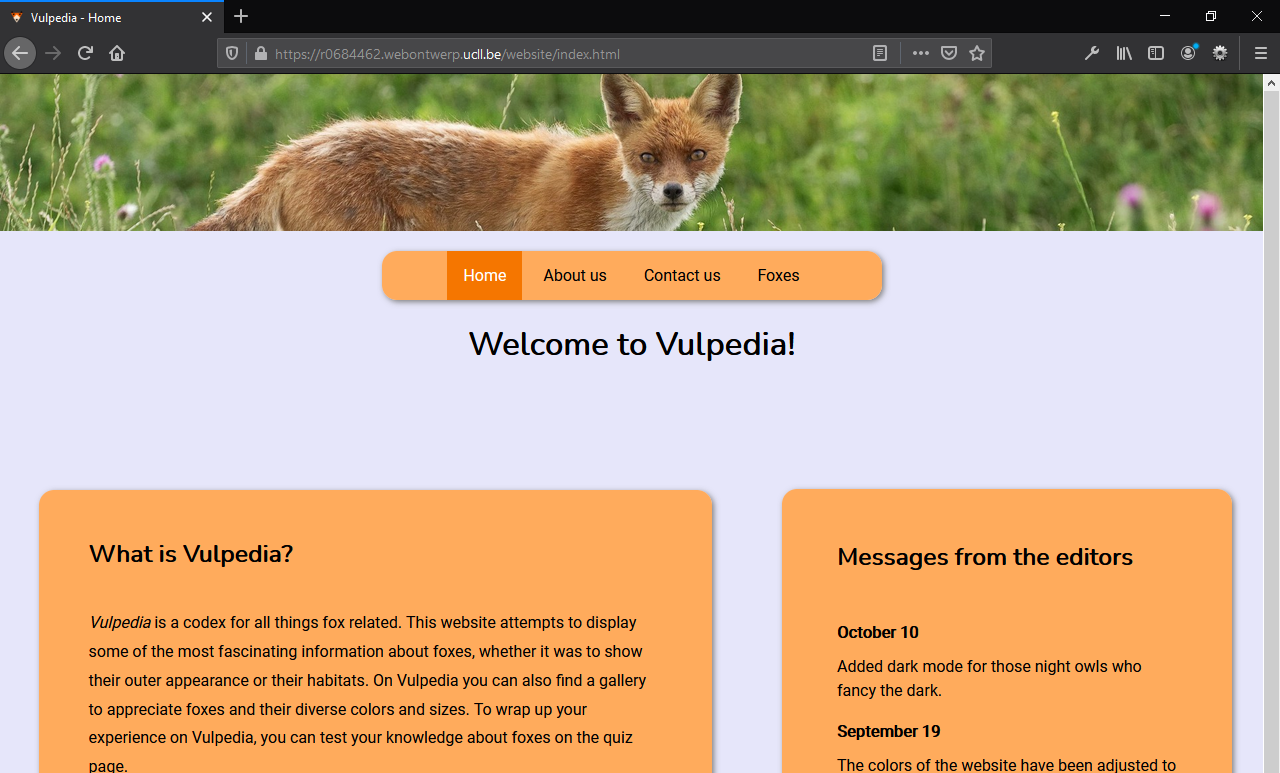 Vulpedia - Home
https://r0684462.webontwerp.ucll.be/website/index.html
Home About us Contact us Foxes
Welcome to Vulpedia!
What is Vulpedia?
Vulpedia is a codex for all things fox related. This website attempts to display
some of the most fascinating information about foxes, whether it was to show
their outer appearance or their habitats. On Vulpedia you can also find a gallery
to appreciate foxes and their diverse colors and sizes. To wrap up your
experience on Vulpedia, you can test your knowledge about foxes on the quiz
page.
Messages from the editors
October 10
Added dark mode for those night owls who
fancy the dark.
September 19
The colors of the website have been adjusted to